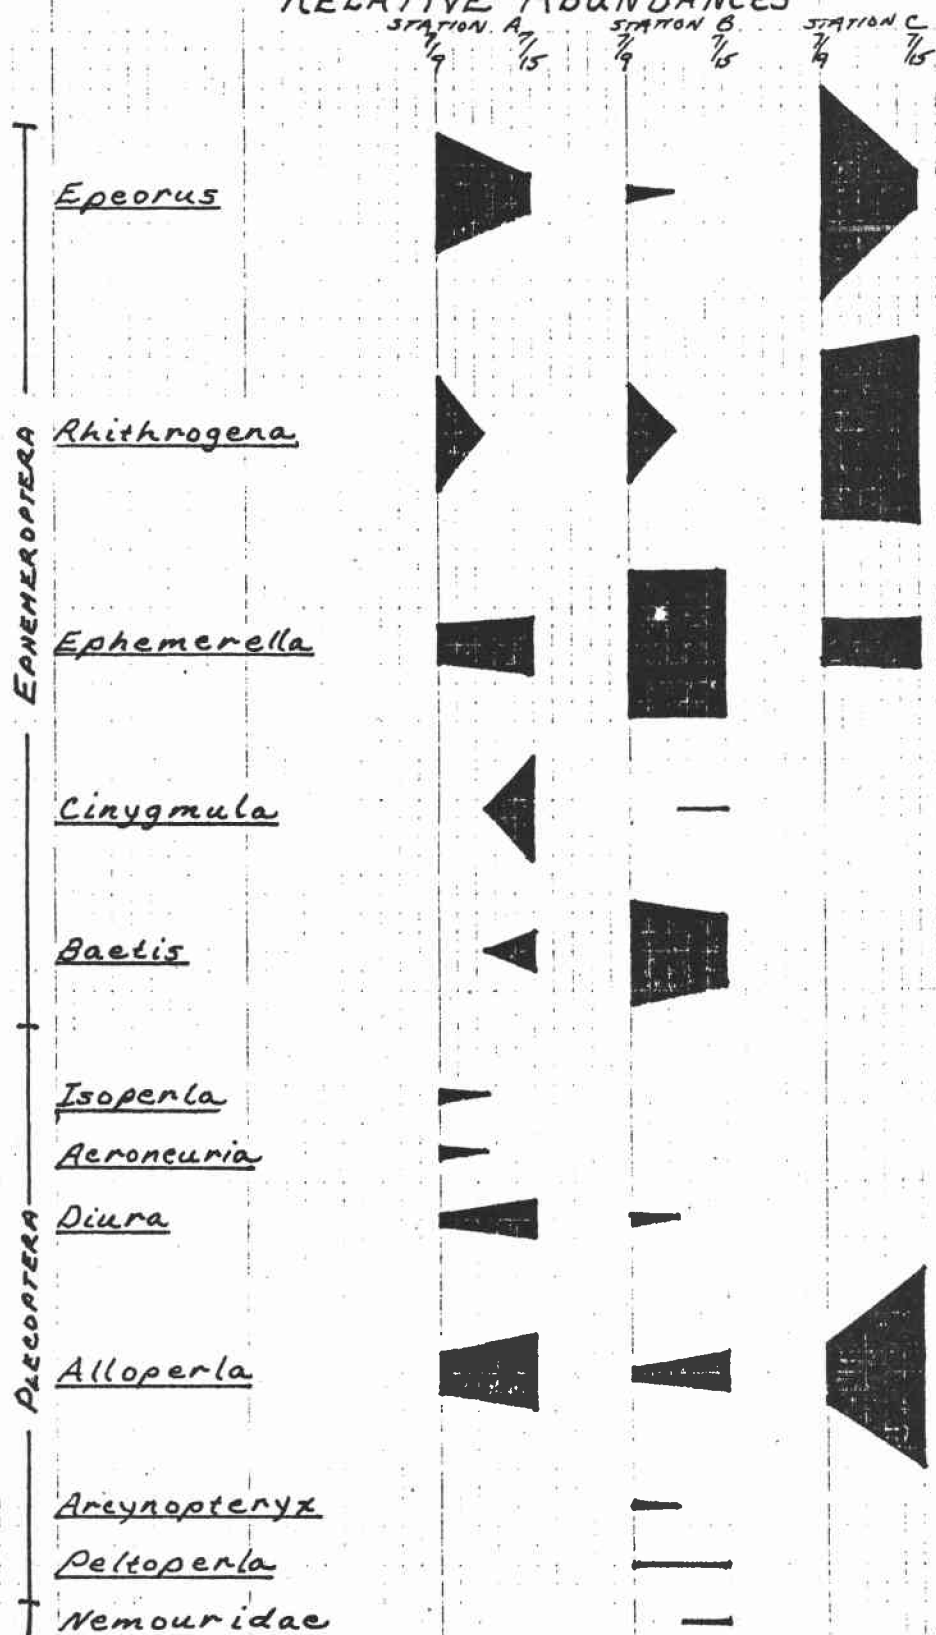 RELATIVE ABUNDANCES
STATION A STATION B STATION C
7/9 7/15 7/9 7/15 7/9 7/15
EPHEMEROPTERA
Epeorus
Rhithrogena
Ephemerella
Cinygmula
Baetis
PLECOPTERA
Isoperla
Acroneuria
Diura
Alloperla
Arcynopteryx
Peltoperla
Nemouridae